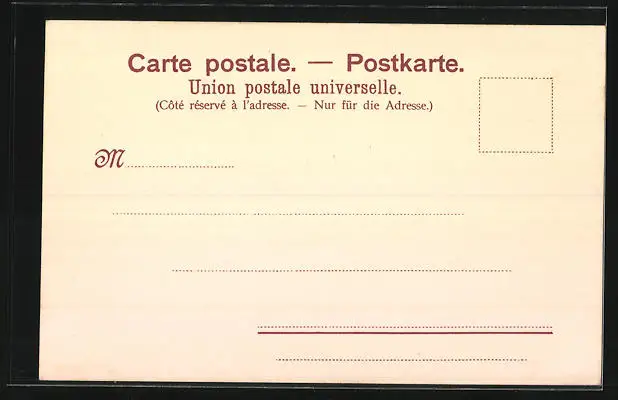 Carte postale. — Postkarte.
Union postale universelle.
(Côté réservé à l'adresse. — Nur für die Adresse.)
M